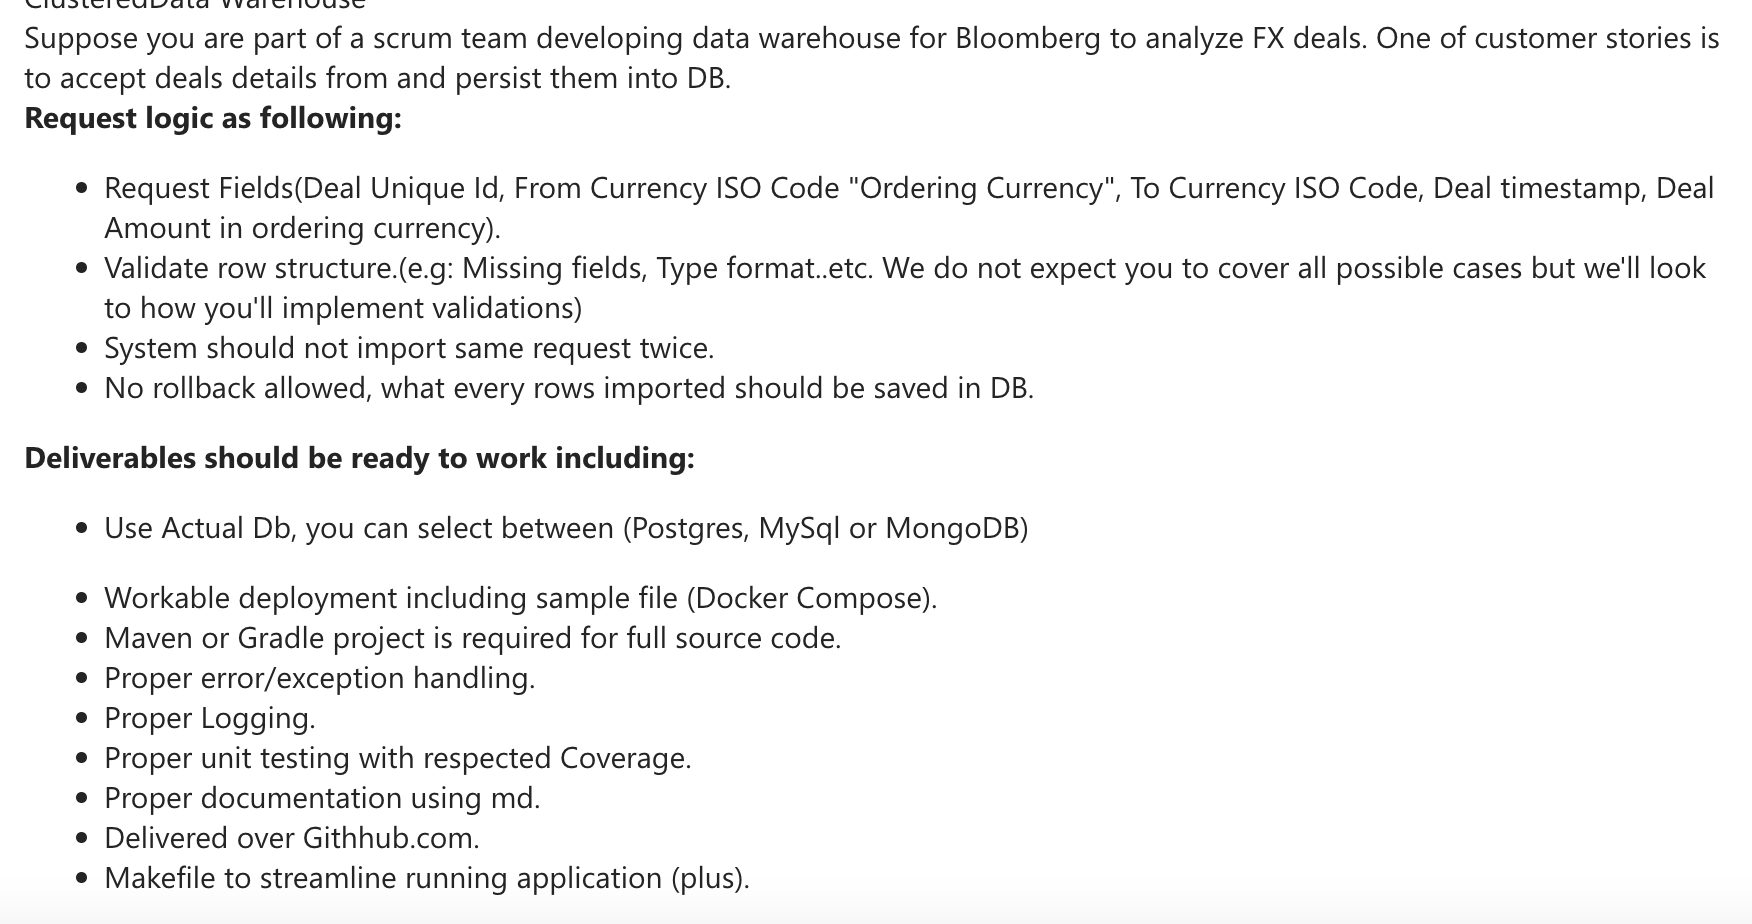 ClusteredData Warehouse
Suppose you are part of a scrum team developing data warehouse for Bloomberg to analyze FX deals. One of customer stories is
to accept deals details from and persist them into DB.
Request logic as following:
• Request Fields(Deal Unique Id, From Currency ISO Code "Ordering Currency", To Currency ISO Code, Deal timestamp, Deal
Amount in ordering currency).
• Validate row structure.(e.g: Missing fields, Type format..etc. We do not expect you to cover all possible cases but we'll look
to how you'll implement validations)
• System should not import same request twice.
• No rollback allowed, what every rows imported should be saved in DB.
Deliverables should be ready to work including:
• Use Actual Db, you can select between (Postgres, MySql or MongoDB)
• Workable deployment including sample file (Docker Compose).
• Maven or Gradle project is required for full source code.
• Proper error/exception handling.
• Proper Logging.
• Proper unit testing with respected Coverage.
• Proper documentation using md.
• Delivered over Githhub.com.
• Makefile to streamline running application (plus).